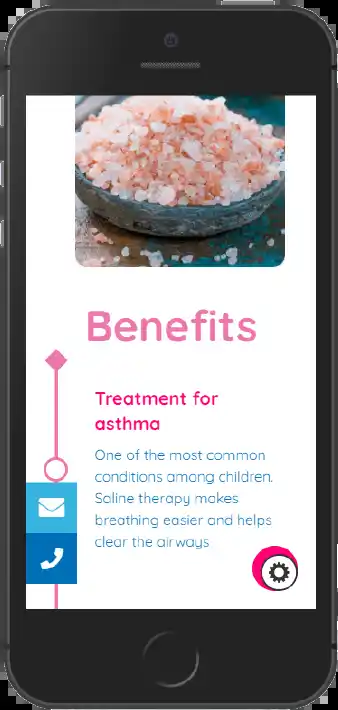 Benefits
Treatment for
asthma
One of the most common
conditions among children.
Saline therapy makes
breathing easier and helps
clear the airways